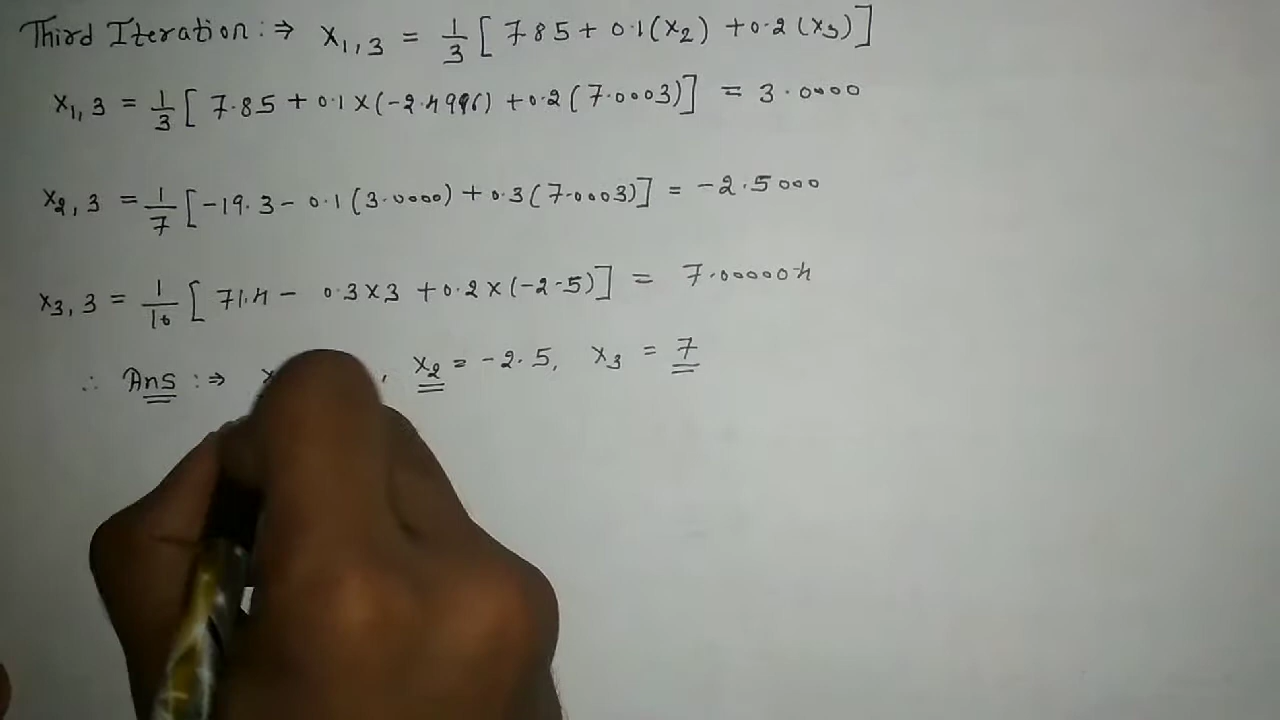 Third Iteration :⇒ x₁,₃ = 1/3 [ 785 + 0.1(x₂) + 0.2(x₃)]
x₁,₃ = 1/3 [ 7.85 + 0.1 x (-2.4996) + 0.2 (7.0003)] = 3.0000
x₂,₃ = 1/7 [-19.3 - 0.1 (3.0000) + 0.3 (7.0003)] = -2.5000
x₃,₃ = 1/10 [ 71.4 - 0.3 x 3 + 0.2 x (-2.5)] = 7.000004
∴ Ans :⇒ x , x₂ = -2.5, x₃ = 7